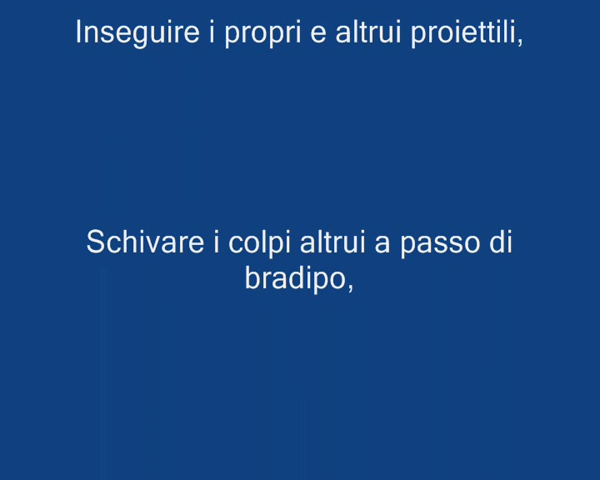 Inseguire i propri e altrui proiettili,
Schivare i colpi altrui a passo di
bradipo,